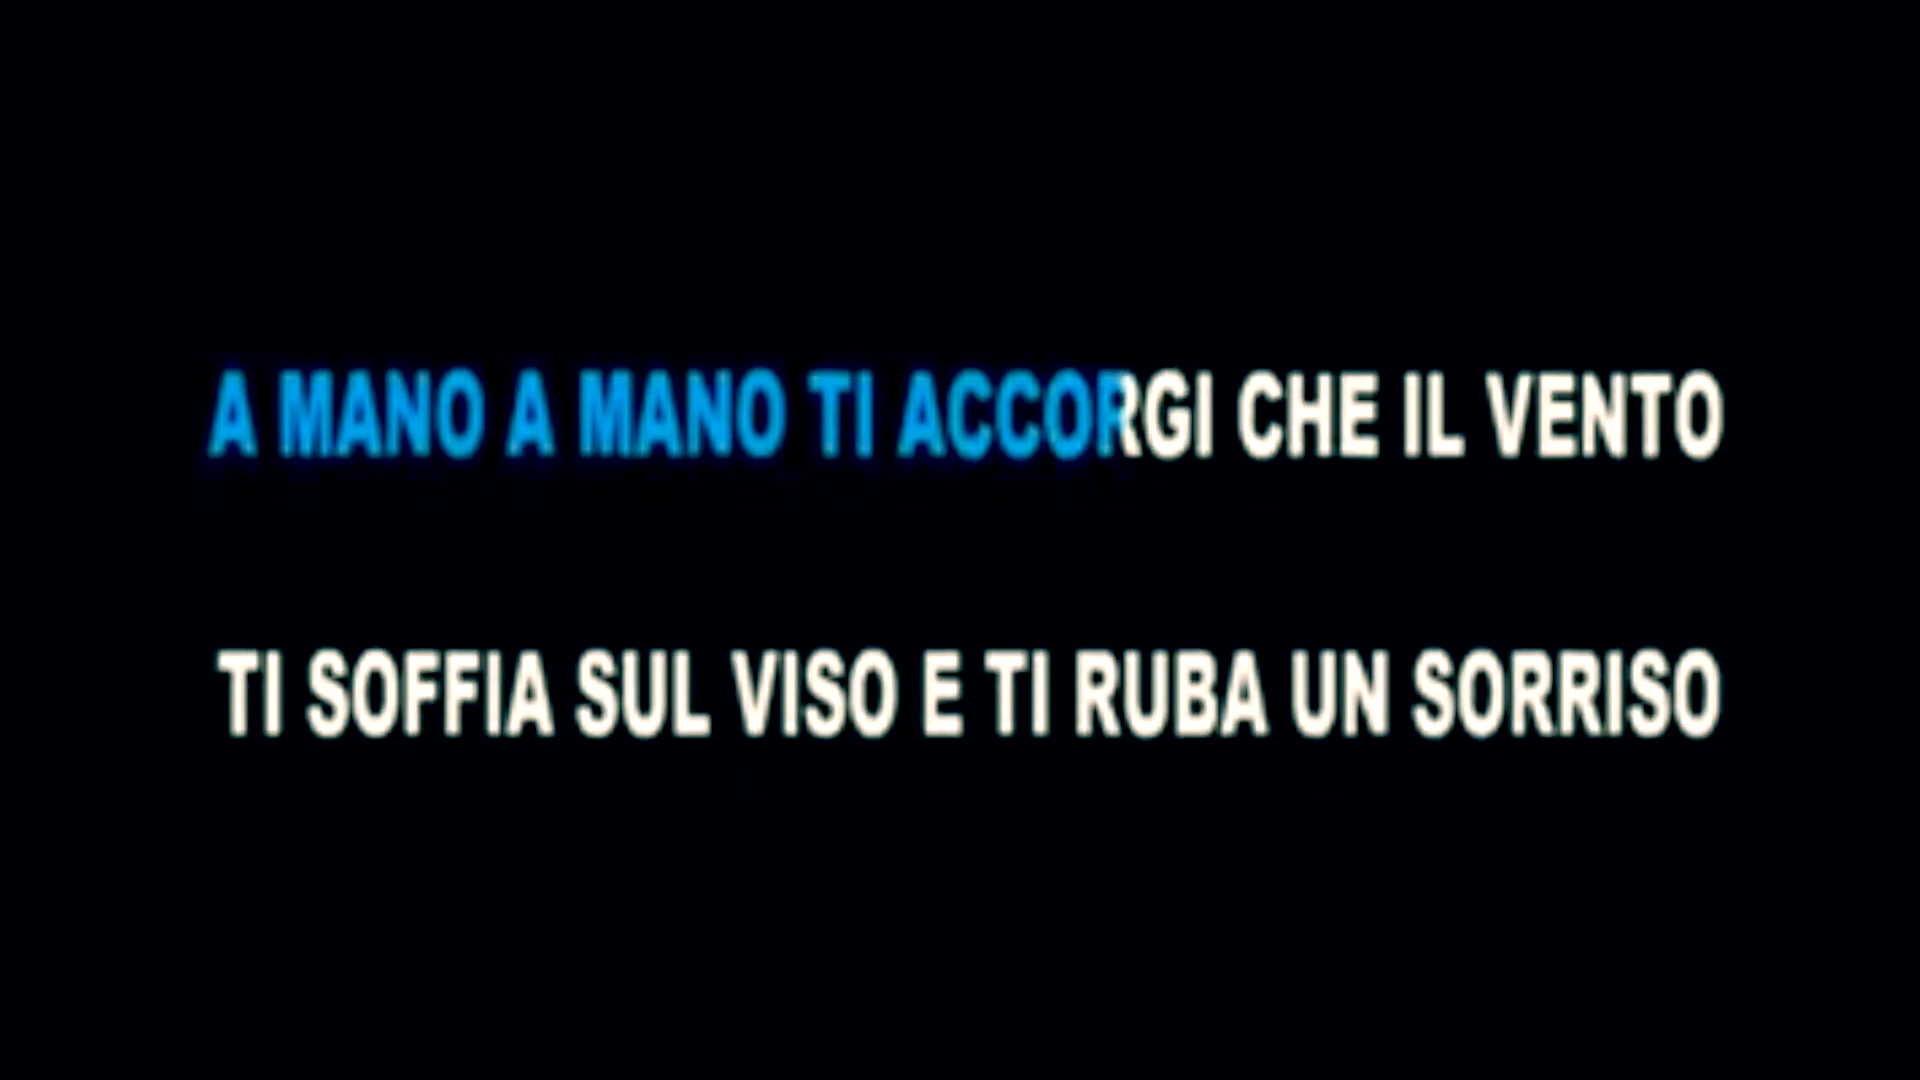 A MANO A MANO TI ACCORGI CHE IL VENTO
TI SOFFIA SUL VISO E TI RUBA UN SORRISO